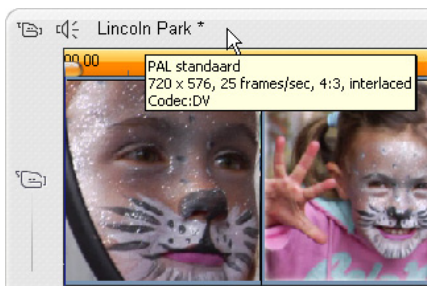 Lincoln Park *
00.00
PAL standaard
720 x 576, 25 frames/sec, 4:3, interlaced
Codec:DV